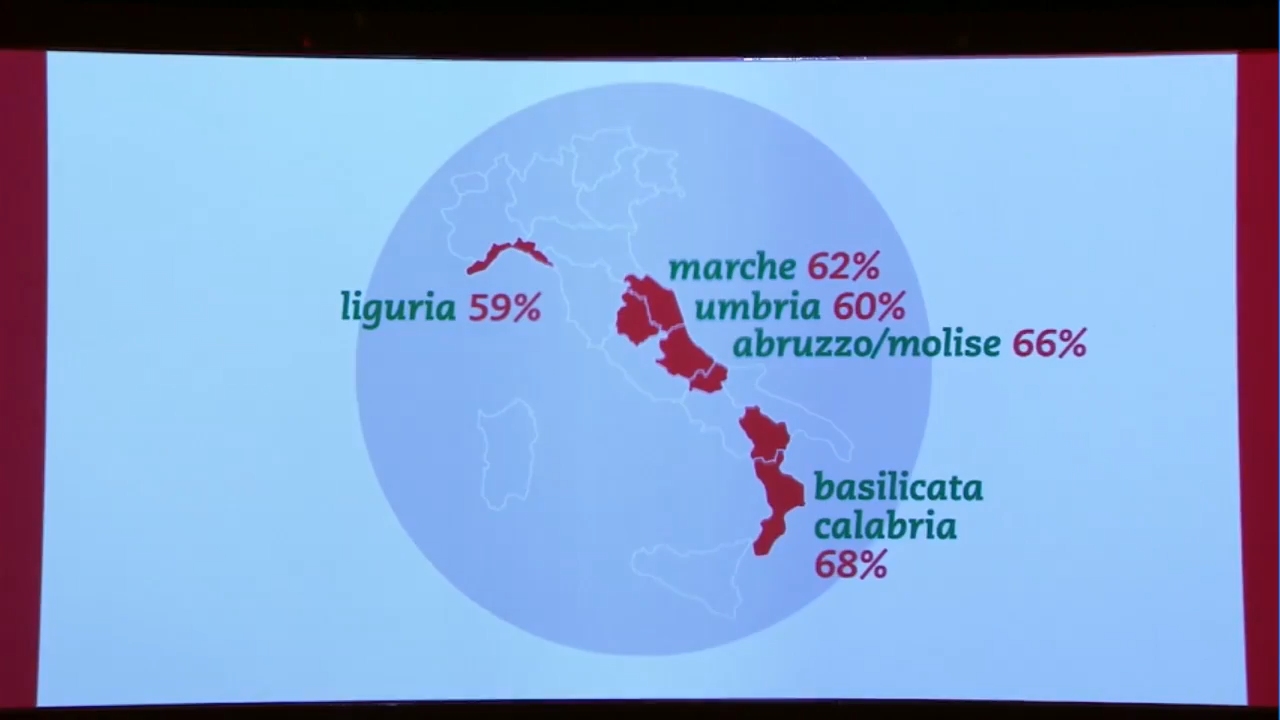 marche 62%
liguria 59%
umbria 60%
abruzzo/molise 66%
basilicata
calabria
68%